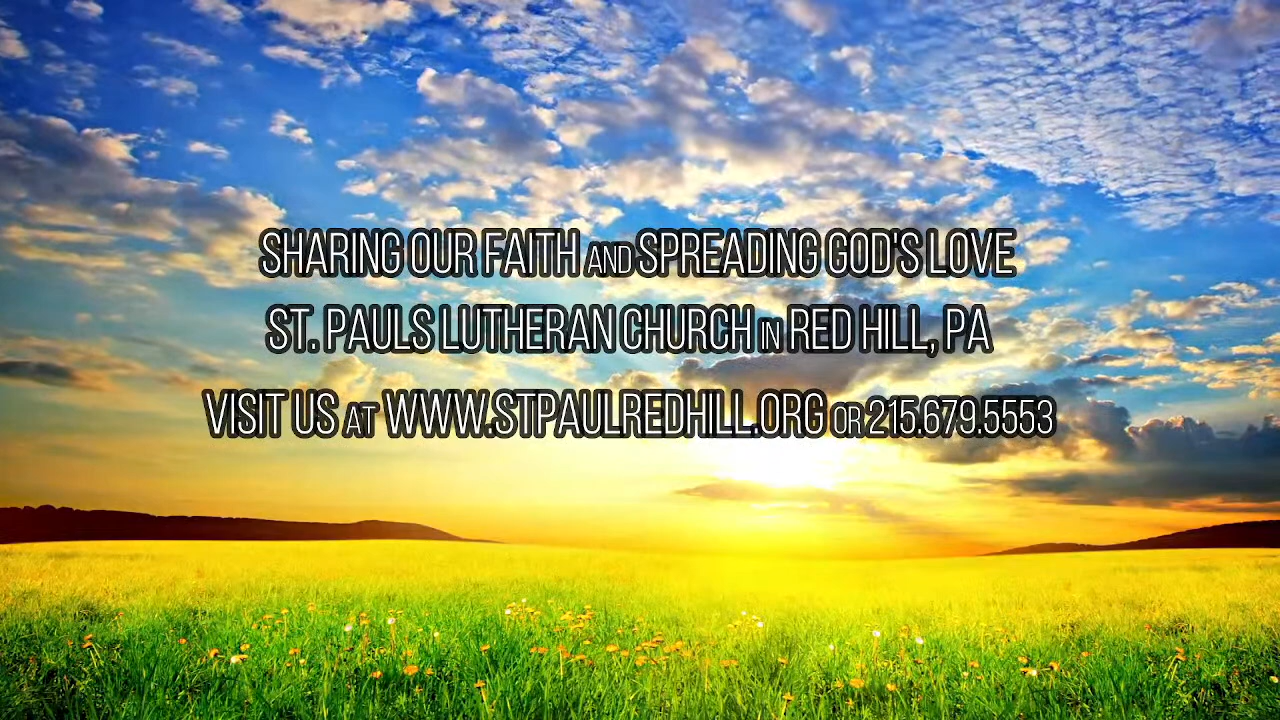 SHARING OUR FAITH AND SPREADING GOD'S LOVE
ST. PAULS LUTHERAN CHURCH IN RED HILL, PA
VISIT US AT WWW.STPAULREDHILL.ORG OR 215.679.5553